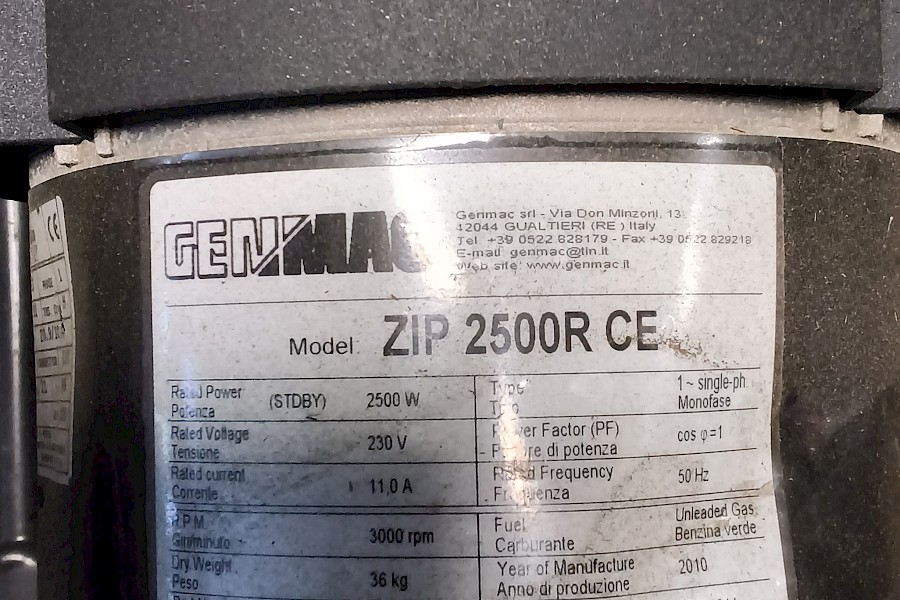 GENMAC
Genmac srl - Via Don Minzoni, 13
42044 GUALTIERI (RE) Italy
Tel. +39 0522 828179 - Fax +39 0522 829218
E-mail genmac@tin.it
Web site: www.genmac.it
Model ZIP 2500R CE
Rated Power (STDBY) 2500 W
Potenza
Type 1 ~ single-ph.
Tipo Monofase
Rated Voltage 230 V
Tensione
Power Factor (PF) cos φ=1
Fattore di potenza
Rated current 11,0 A
Corrente
Rated Frequency 50 Hz
Frequenza
R.P.M. 3000 rpm
Giri/minuto
Fuel Unleaded Gas
Carburante Benzina verde
Dry Weight 36 kg
Peso
Year of Manufacture 2010
Anno di produzione
CE